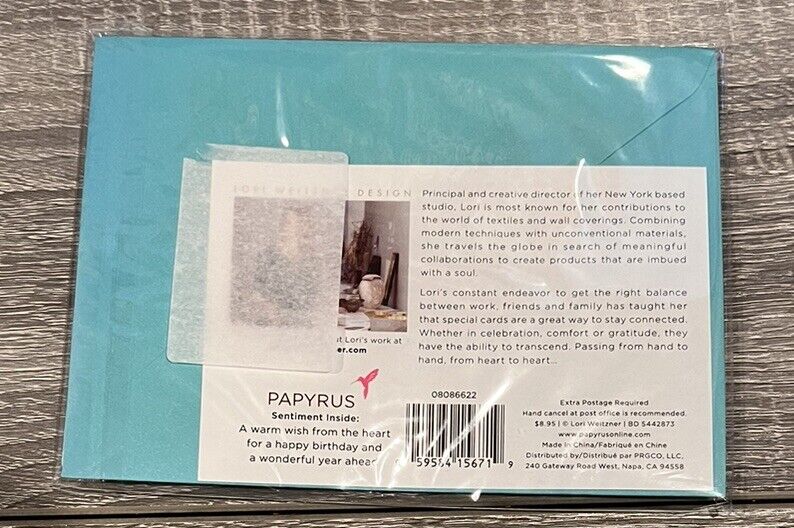 LORI WEITZN DESIGN
Principal and creative director of her New York based
studio, Lori is most known for her contributions to
the world of textiles and wall coverings. Combining
modern techniques with unconventional materials,
she travels the globe in search of meaningful
collaborations to create products that are imbued
with a soul.
Lori's constant endeavor to get the right balance
between work, friends and family has taught her
that special cards are a great way to stay connected.
Whether in celebration, comfort or gratitude, they
have the ability to transcend. Passing from hand to
hand, from heart to heart...
Lori's work at
er.com
PAPYRUS
Sentiment Inside:
A warm wish from the heart
for a happy birthday and
a wonderful year ahead
08086622
59554 15671 9
Extra Postage Required
Hand cancel at post office is recommended.
$8.95 | © Lori Weitzner | BD 5442873
www.papyrusonline.com
Made in China/Fabriqué en Chine
Distributed by/Distribué par PRGCO, LLC,
240 Gateway Road West, Napa, CA 94558